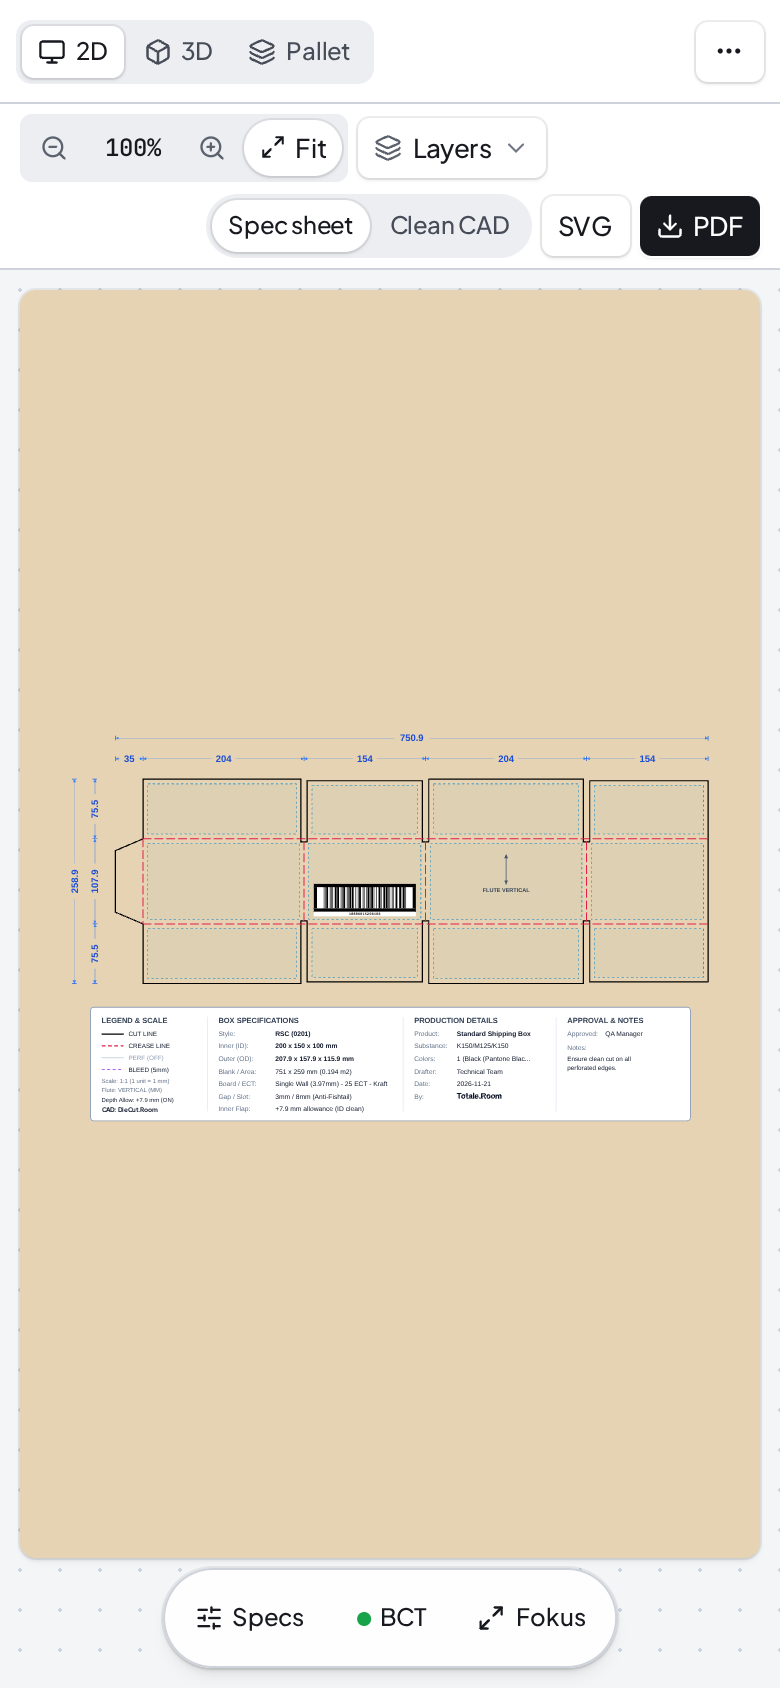 2D
3D
Pallet
100%
Fit
Layers
Spec sheet
Clean CAD
SVG
PDF
750.9
35
204
154
204
154
258.9
75.5
107.9
75.5
FLUTE VERTICAL
LEGEND & SCALE
CUT LINE
CREASE LINE
PERF (OFF)
BLEED (5mm)
Scale: 1:1 (1 unit = 1 mm)
Flute: VERTICAL (MM)
Depth Allow: +7.9 mm (ON)
CAD: DieCut.Room
BOX SPECIFICATIONS
Style: RSC (0201)
Inner (ID): 200 x 150 x 100 mm
Outer (OD): 207.9 x 157.9 x 115.9 mm
Blank / Area: 751 x 259 mm (0.194 m2)
Board / ECT: Single Wall (3.97mm) - 25 ECT - Kraft
Gap / Slot: 3mm / 8mm (Anti-Fishtail)
Inner Flap: +7.9 mm allowance (ID clean)
PRODUCTION DETAILS
Product: Standard Shipping Box
Substance: K150/M125/K150
Colors: 1 (Black (Pantone Blac...
Drafter: Technical Team
Date: 2026-11-21
By: Totale.Room
APPROVAL & NOTES
Approved: QA Manager
Notes:
Ensure clean cut on all
perforated edges.
Specs
BCT
Fokus